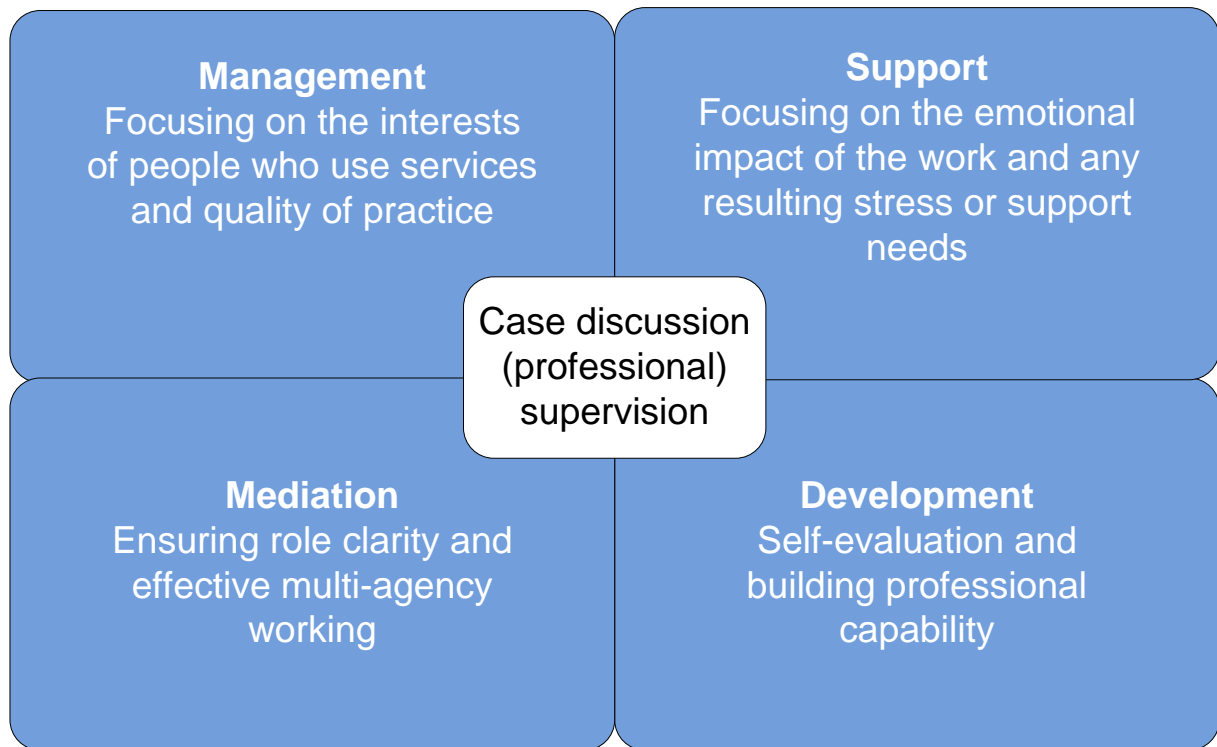 Management
Focusing on the interests
of people who use services
and quality of practice
Support
Focusing on the emotional
impact of the work and any
resulting stress or support
needs
Case discussion
(professional)
supervision
Mediation
Ensuring role clarity and
effective multi-agency
working
Development
Self-evaluation and
building professional
capability